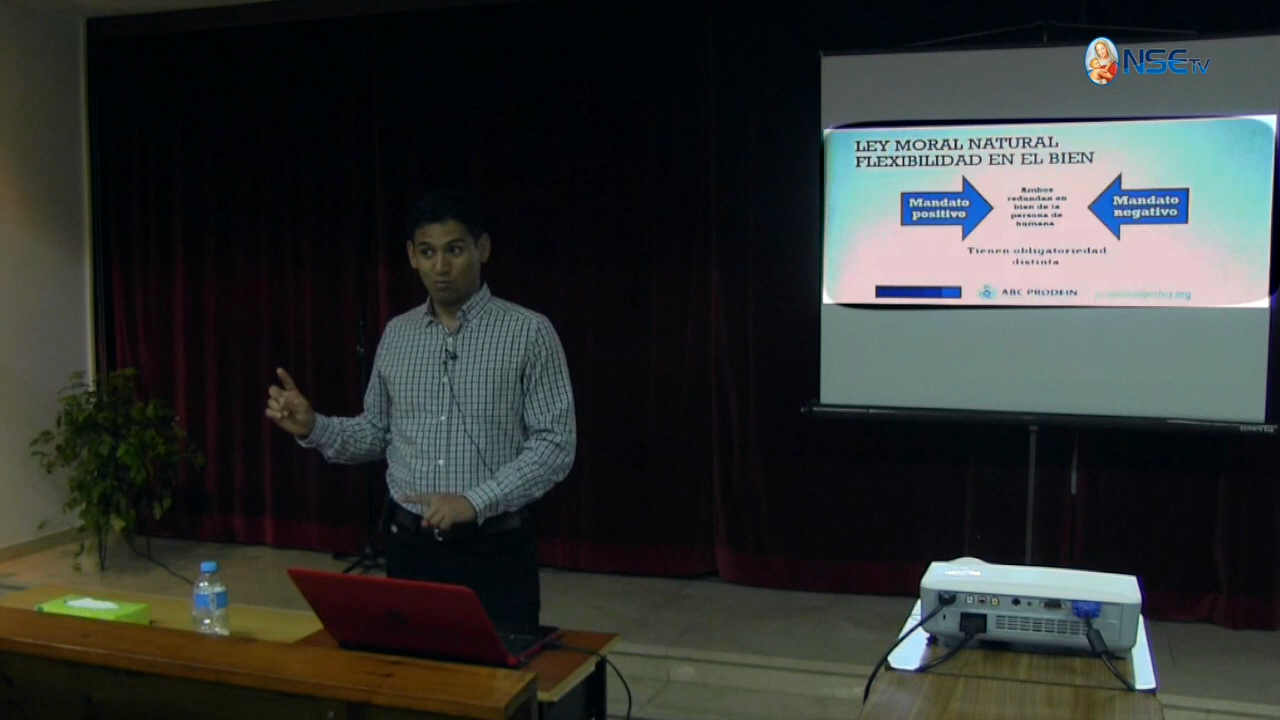 NSETV
LEY MORAL NATURAL
FLEXIBILIDAD EN EL BIEN
Mandato
positivo
Ambos
redundan en
bien de la
persona de
humana
Mandato
negativo
Tienen obligatoriedad
distinta
ABC PRODEIN